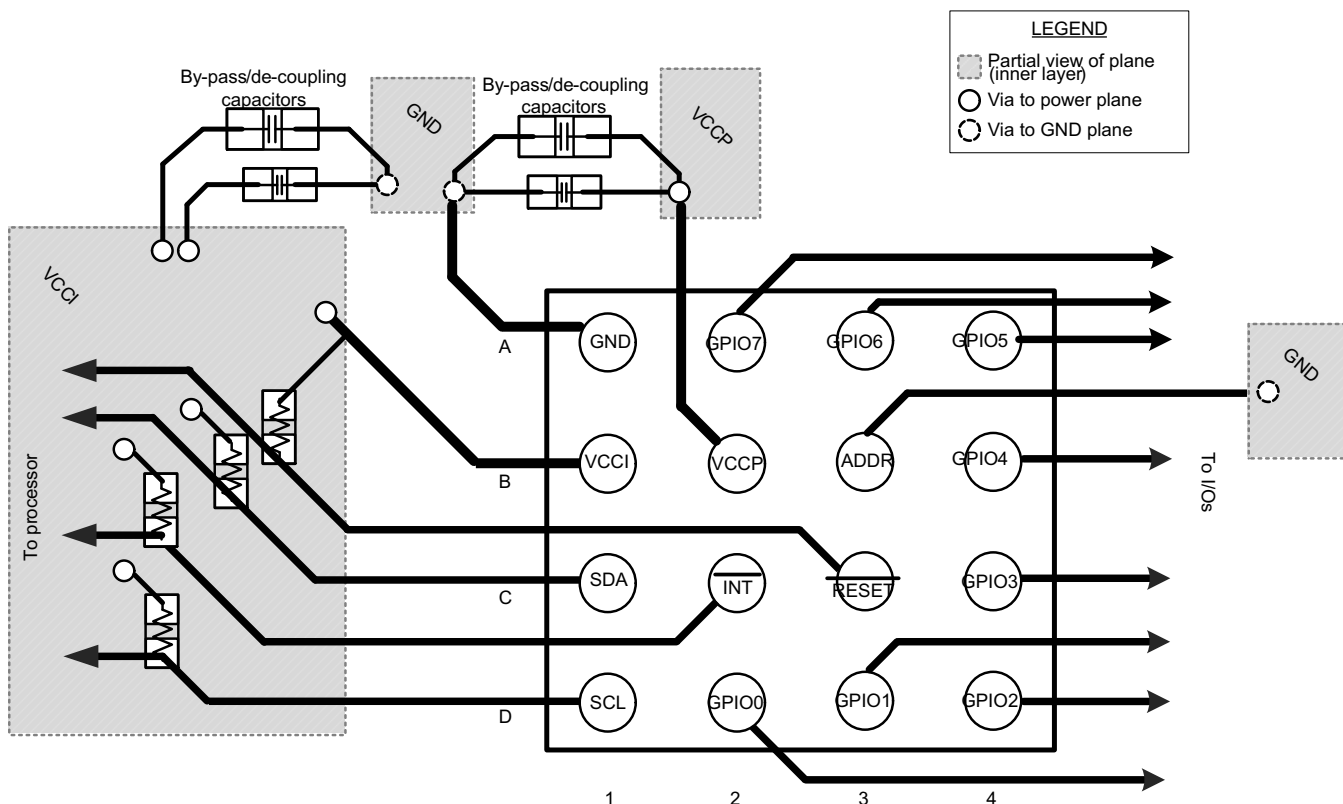 LEGEND
Partial view of plane
(inner layer)
Via to power plane
Via to GND plane
By-pass/de-coupling
capacitors
GND
By-pass/de-coupling
capacitors
VCCP
VCCI
To processor
A
GND
GPIO7
GPIO6
GPIO5
GND
B
VCCI
VCCP
ADDR
GPIO4
To I/Os
C
SDA
INT
RESET
GPIO3
D
SCL
GPIO0
GPIO1
GPIO2
1
2
3
4